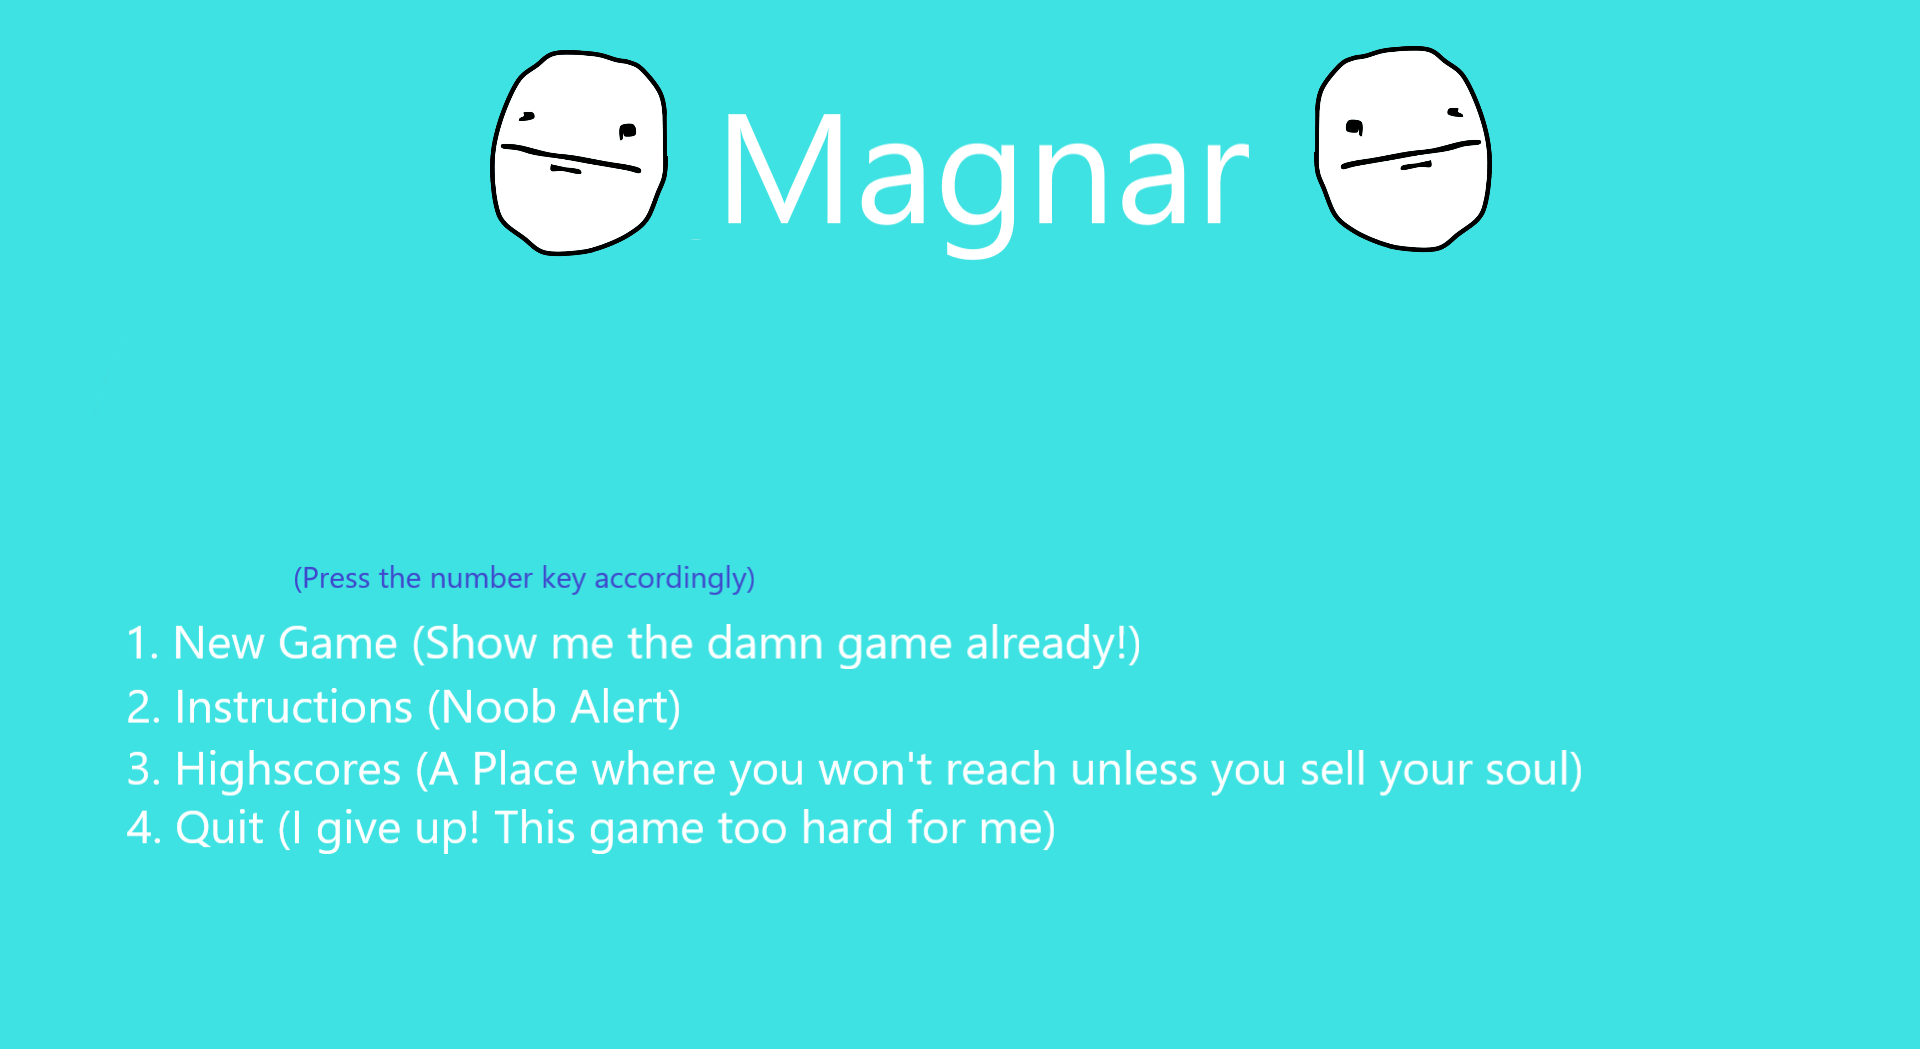 Magnar
(Press the number key accordingly)
1. New Game (Show me the damn game already!)
2. Instructions (Noob Alert)
3. Highscores (A Place where you won't reach unless you sell your soul)
4. Quit (I give up! This game too hard for me)